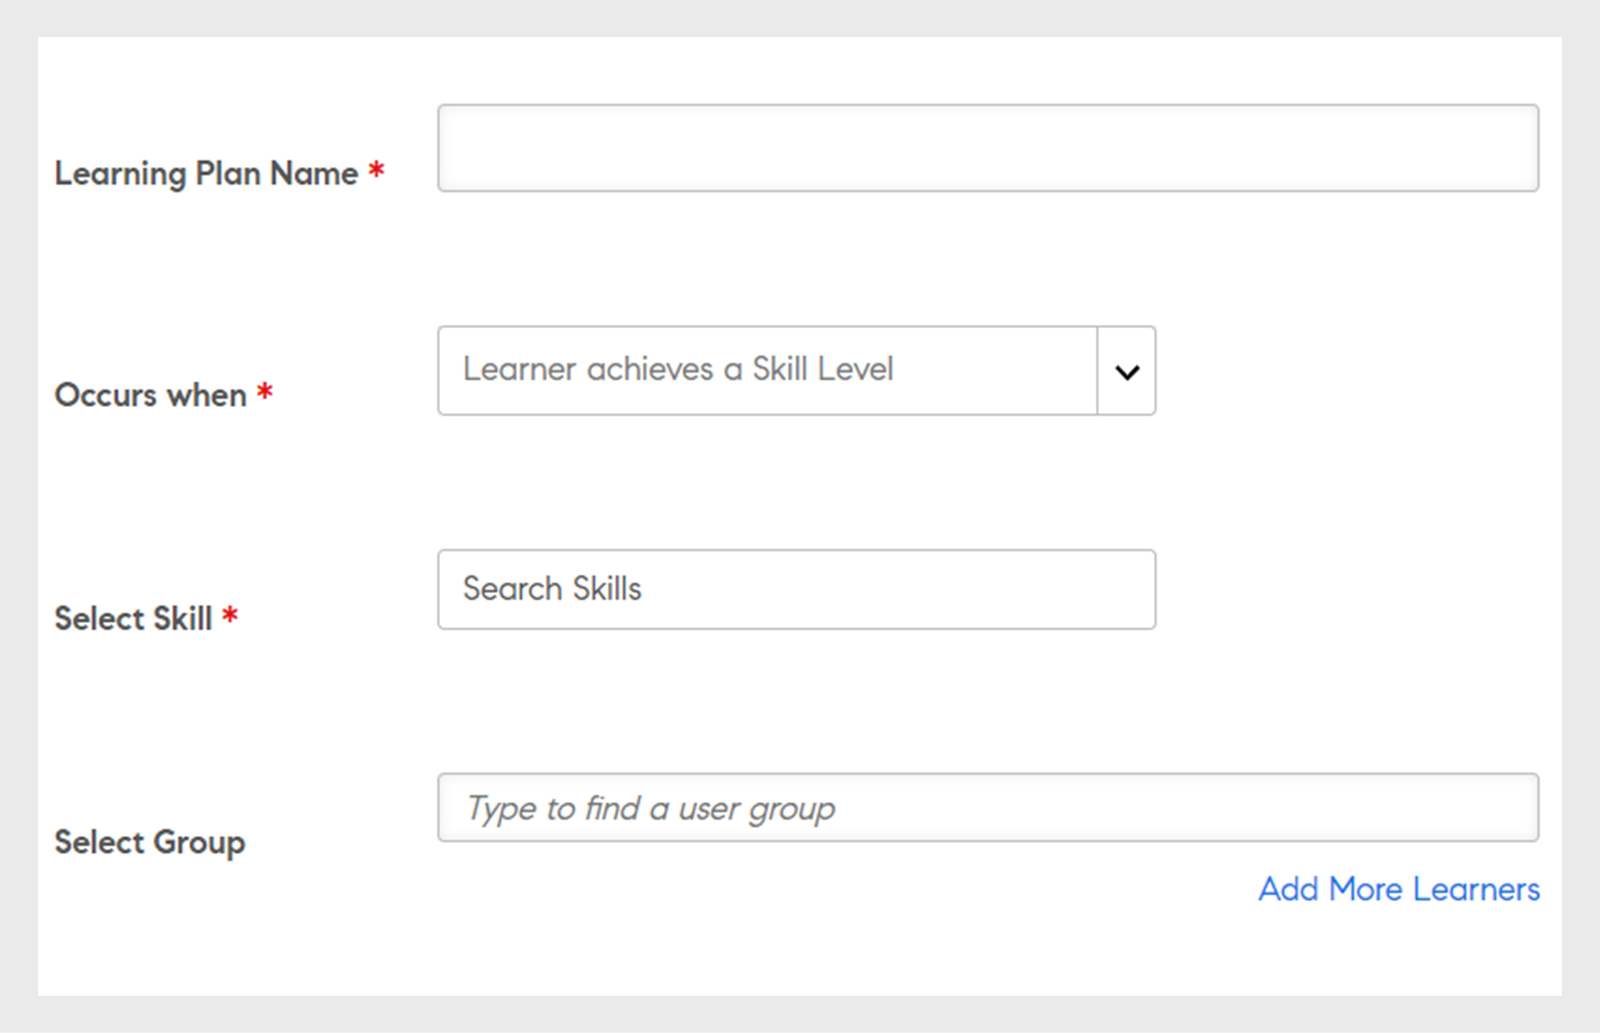 Learning Plan Name *
Occurs when *
Learner achieves a Skill Level
Select Skill *
Search Skills
Select Group
Type to find a user group
Add More Learners